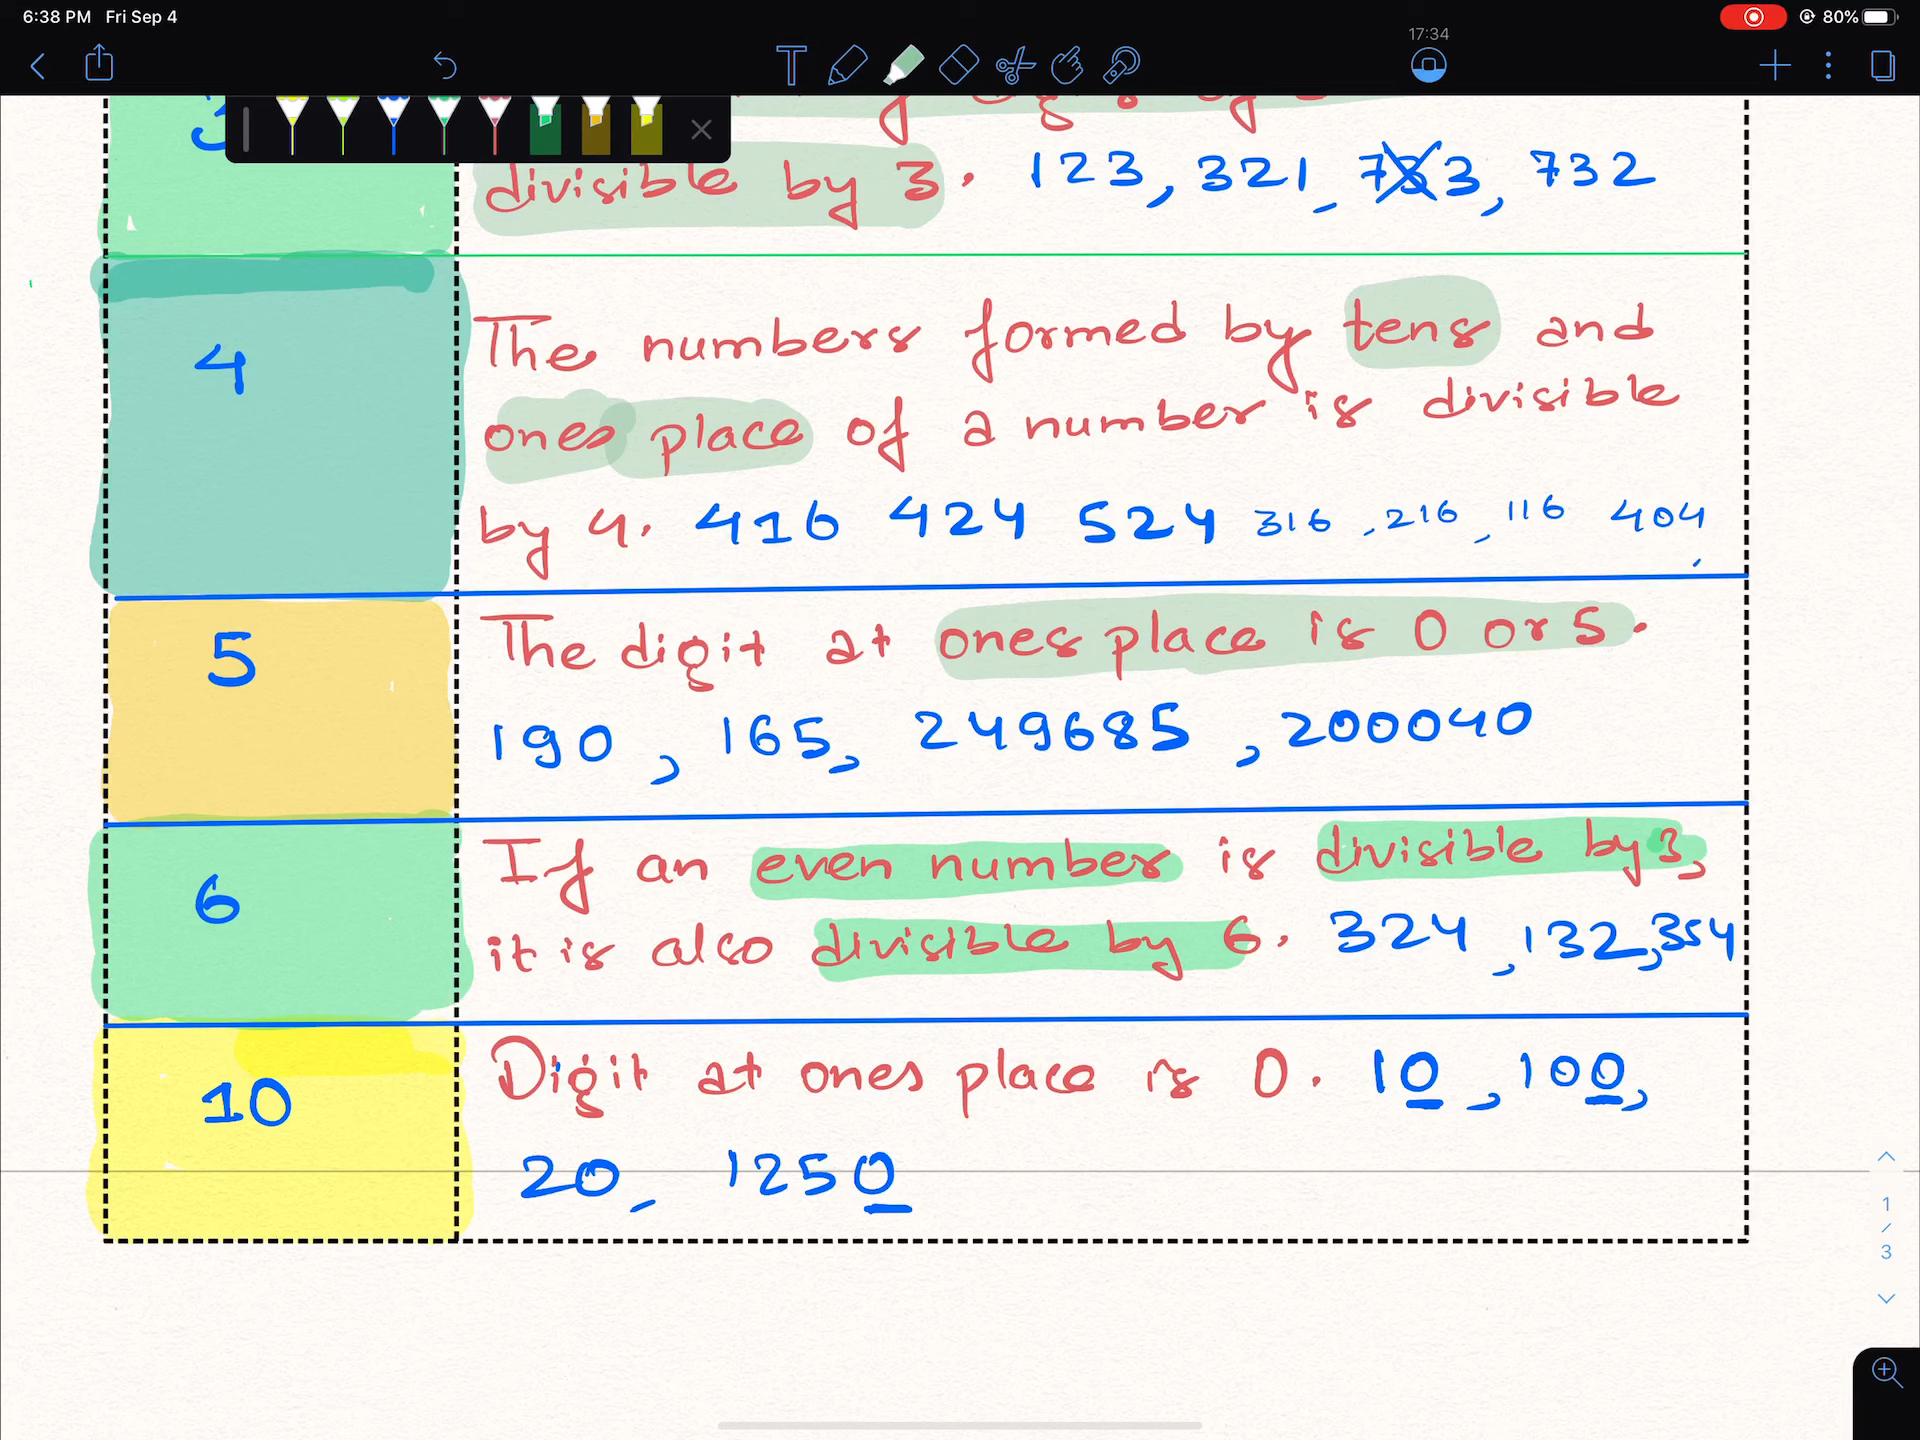 6:38 PM Fri Sep 4
80%
17:34
3
divisible by 3. 123, 321, 733, 732
4
The numbers formed by tens and
ones place of a number is divisible
by 4. 416 424 524 316, 216, 116 404,
5
The digit at ones place is 0 or 5.
190, 165, 249685, 200040
6
If an even number is divisible by 3,
it is also divisible by 6. 324, 132, 354
10
Digit at ones place is 0. 10, 100,
20, 1250
1
/
3